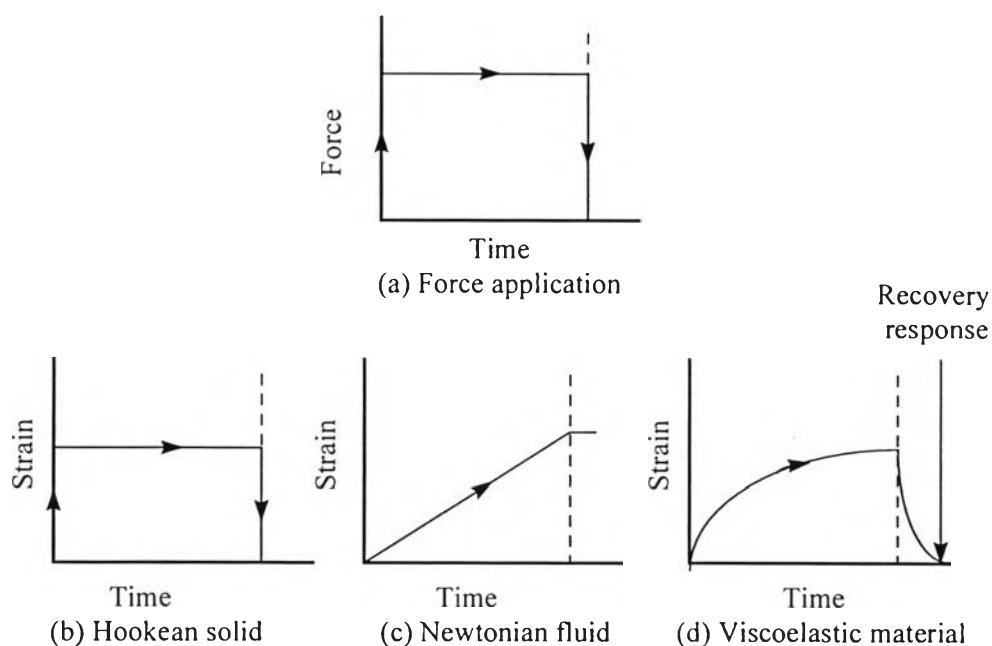 Force
Time
(a) Force application
Recovery
response
Strain
Time
(b) Hookean solid
Strain
Time
(c) Newtonian fluid
Strain
Time
(d) Viscoelastic material